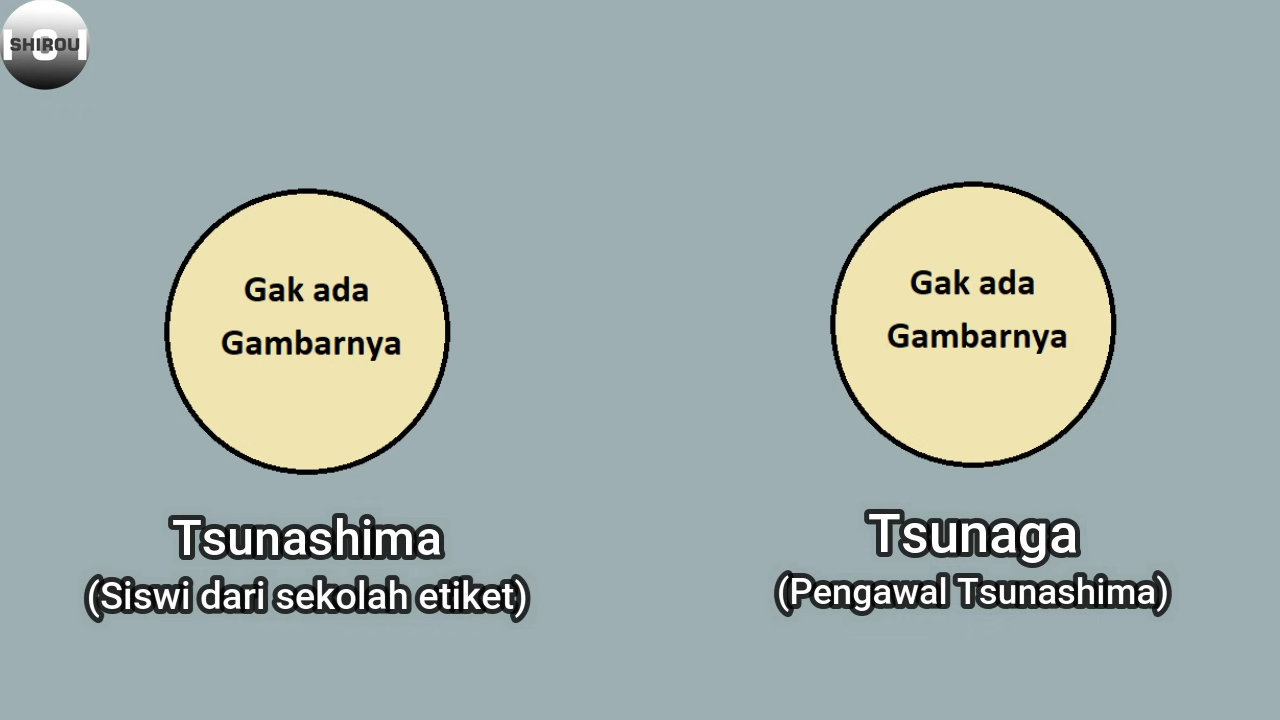 SHIROU
Gak ada
Gambarnya
Gak ada
Gambarnya
Tsunashima
(Siswi dari sekolah etiket)
Tsunaga
(Pengawal Tsunashima)